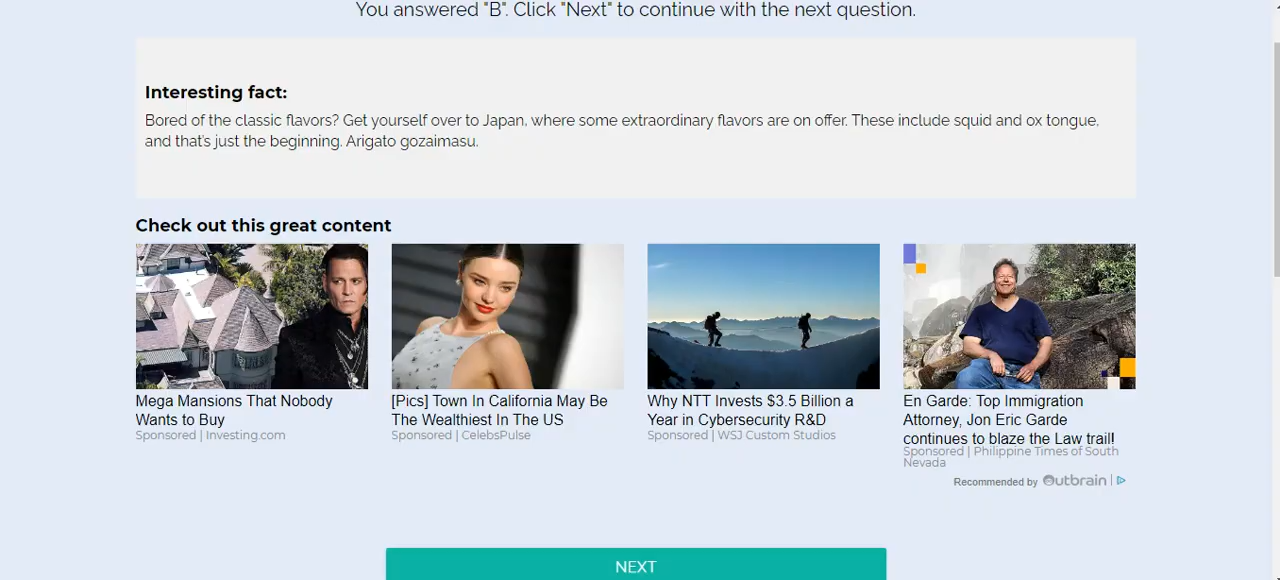 You answered "B". Click "Next" to continue with the next question.
Interesting fact:
Bored of the classic flavors? Get yourself over to Japan, where some extraordinary flavors are on offer. These include squid and ox tongue,
and that's just the beginning. Arigato gozaimasu.
Check out this great content
Mega Mansions That Nobody
Wants to Buy
Sponsored | Investing.com
[Pics] Town In California May Be
The Wealthiest In The US
Sponsored | CelebsPulse
Why NTT Invests $3.5 Billion a
Year in Cybersecurity R&D
Sponsored | WSJ Custom Studios
En Garde: Top Immigration
Attorney, Jon Eric Garde
continues to blaze the Law trail!
Sponsored | Philippine Times of South
Nevada
Recommended by Outbrain |
NEXT